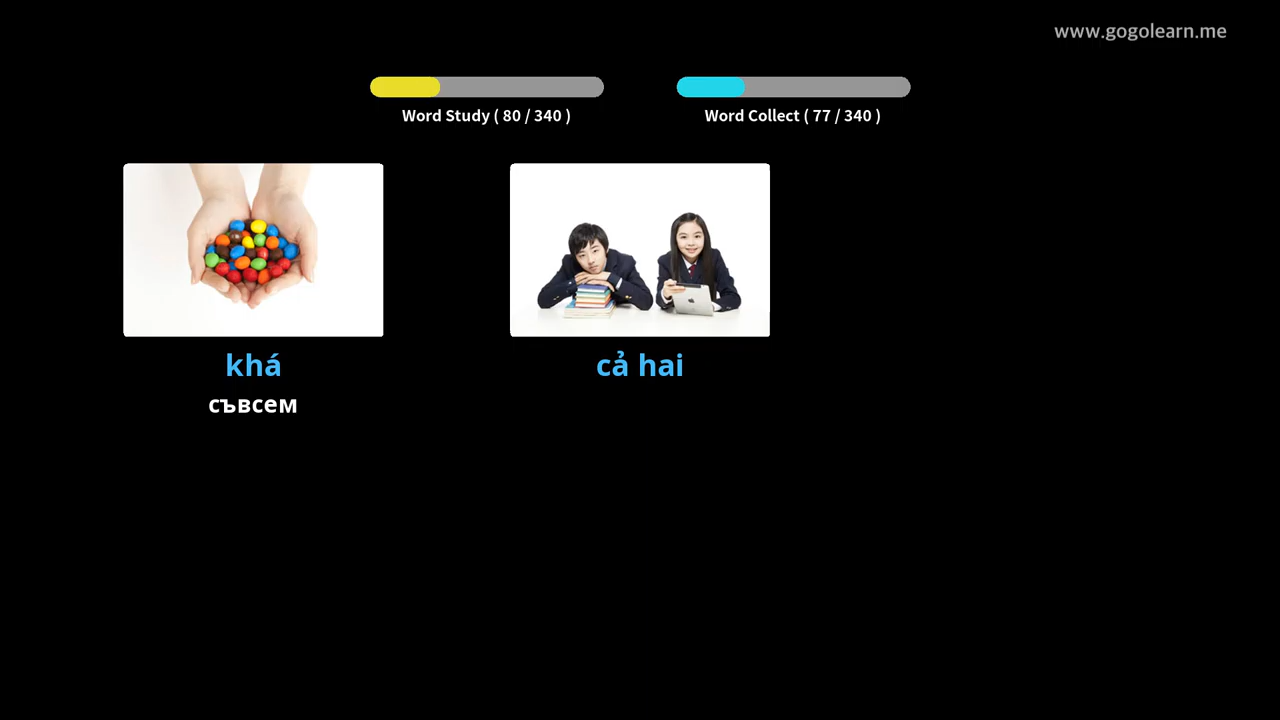 www.gogolearn.me
Word Study ( 80 / 340 )
Word Collect ( 77 / 340 )
khá
cả hai
съвсем